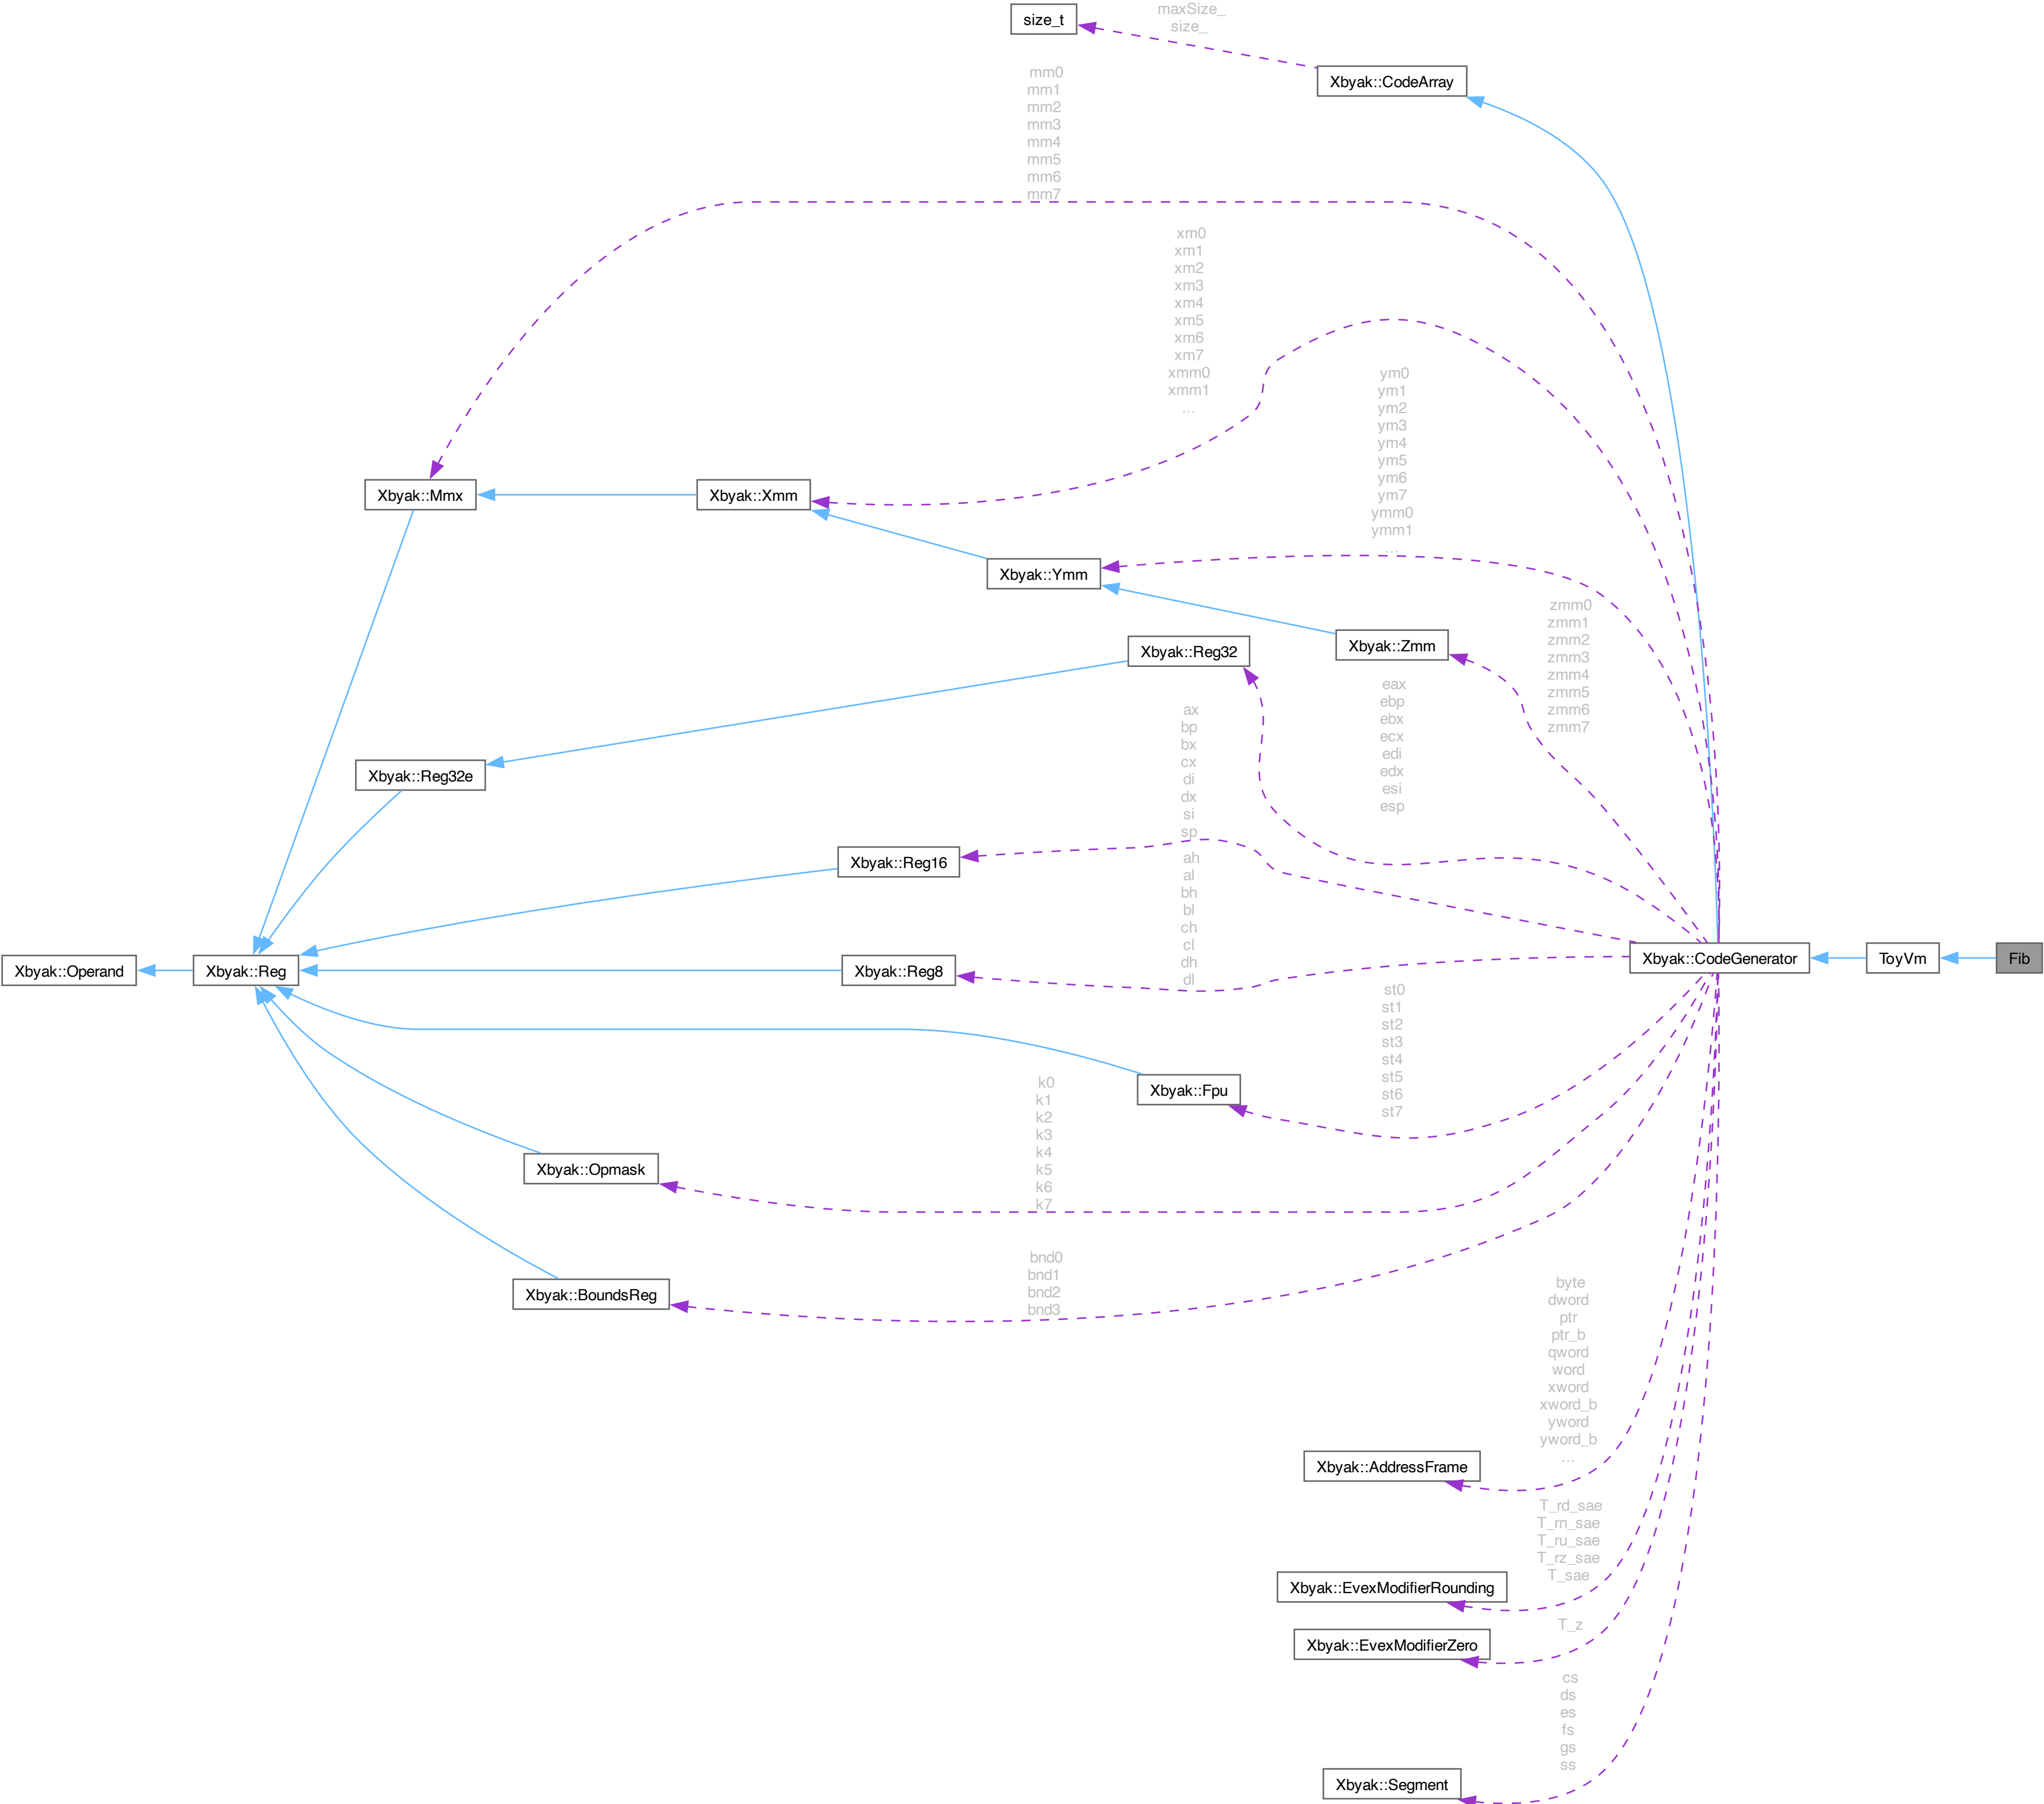 size_t
maxSize_
size_
Xbyak::CodeArray
mm0
mm1
mm2
mm3
mm4
mm5
mm6
mm7
xm0
xm1
xm2
xm3
xm4
xm5
xm6
xm7
xmm0
xmm1
...
ym0
ym1
ym2
ym3
ym4
ym5
ym6
ym7
ymm0
ymm1
...
Xbyak::Mmx
Xbyak::Xmm
Xbyak::Ymm
zmm0
zmm1
zmm2
zmm3
zmm4
zmm5
zmm6
zmm7
Xbyak::Zmm
Xbyak::Reg32
eax
ebp
ebx
ecx
edi
edx
esi
esp
ax
bp
bx
cx
di
dx
si
sp
Xbyak::Reg32e
Xbyak::Reg16
ah
al
bh
bl
ch
cl
dh
dl
Xbyak::Operand
Xbyak::Reg
Xbyak::Reg8
Xbyak::CodeGenerator
ToyVm
Fib
st0
st1
st2
st3
st4
st5
st6
st7
Xbyak::Fpu
k0
k1
k2
k3
k4
k5
k6
k7
Xbyak::Opmask
bnd0
bnd1
bnd2
bnd3
Xbyak::BoundsReg
byte
dword
ptr
ptr_b
qword
word
xword
xword_b
yword
yword_b
...
Xbyak::AddressFrame
T_rd_sae
T_rn_sae
T_ru_sae
T_rz_sae
T_sae
Xbyak::EvexModifierRounding
T_z
Xbyak::EvexModifierZero
cs
ds
es
fs
gs
ss
Xbyak::Segment